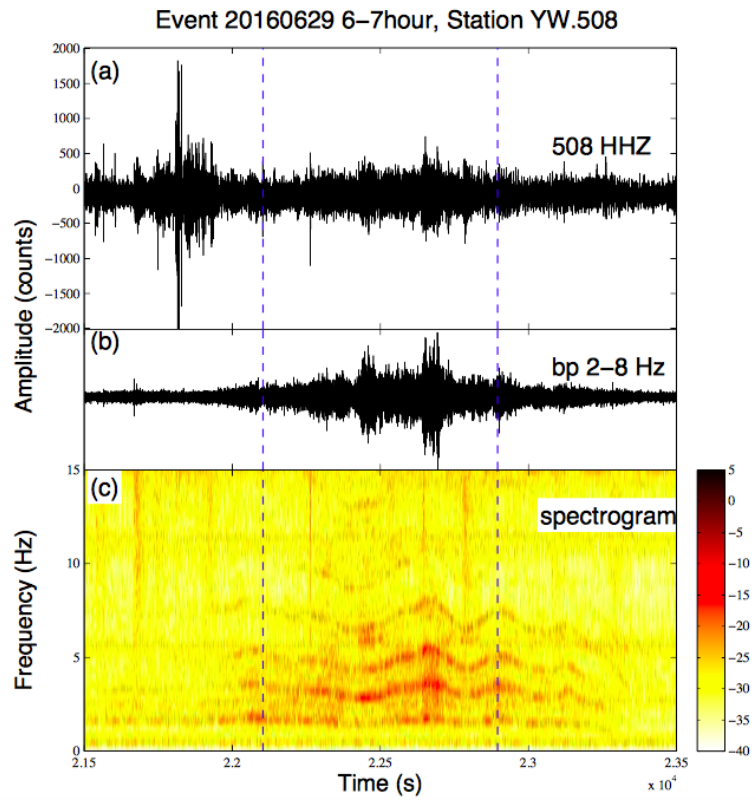 Event 20160629 6−7hour, Station YW.508
2000
(a)
1500
1000
508 HHZ
500
0
−500
−1000
−1500
−2000
Amplitude (counts)
(b)
bp 2−8 Hz
15
(c)
spectrogram
10
5
0
Frequency (Hz)
5
0
−5
−10
−15
−20
−25
−30
−35
−40
2.15 2.2 2.25 2.3 2.35
Time (s)
x 10⁴